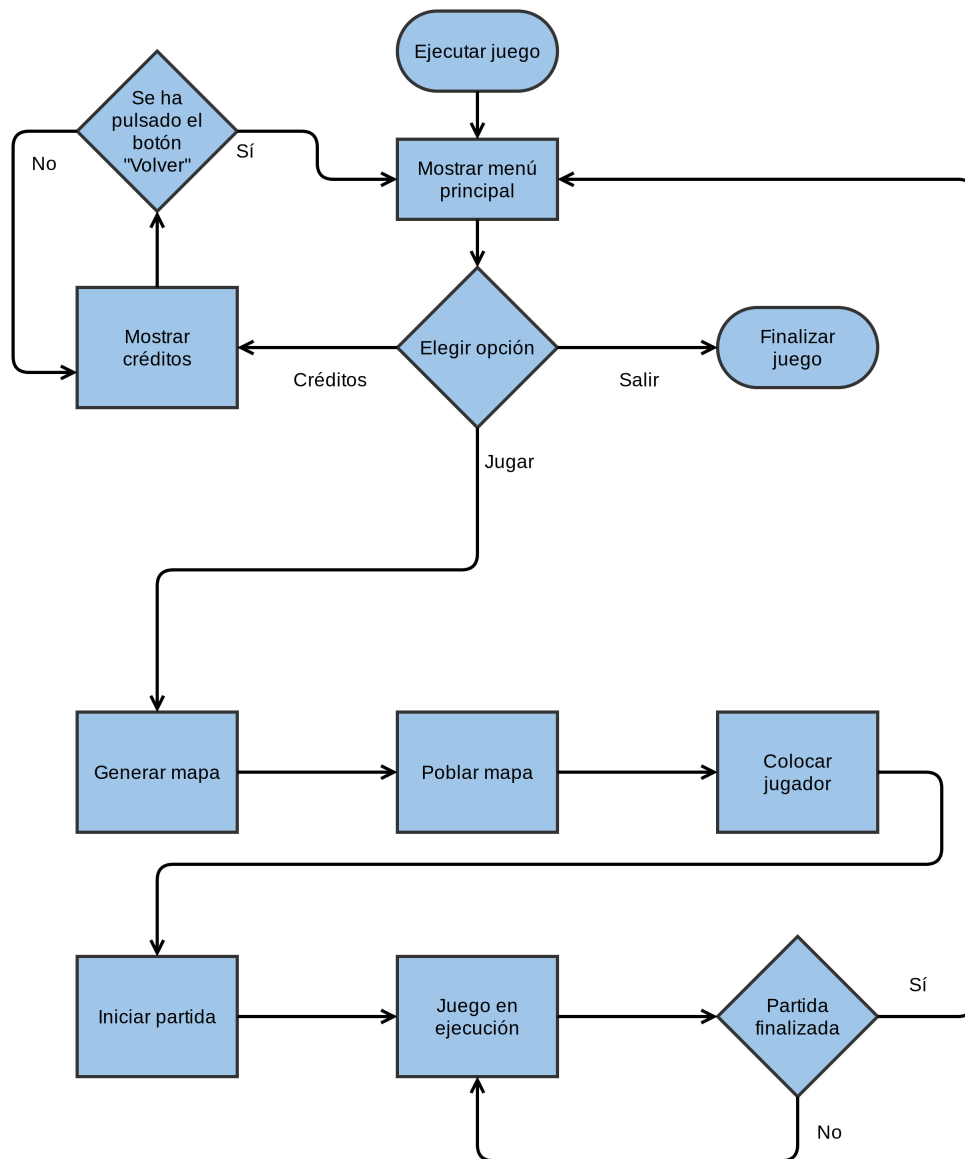 Ejecutar juego
Se ha
pulsado el
botón
"Volver"
No
Sí
Mostrar menú
principal
Mostrar
créditos
Créditos
Elegir opción
Salir
Finalizar
juego
Jugar
Generar mapa
Poblar mapa
Colocar
jugador
Iniciar partida
Juego en
ejecución
Partida
finalizada
Sí
No